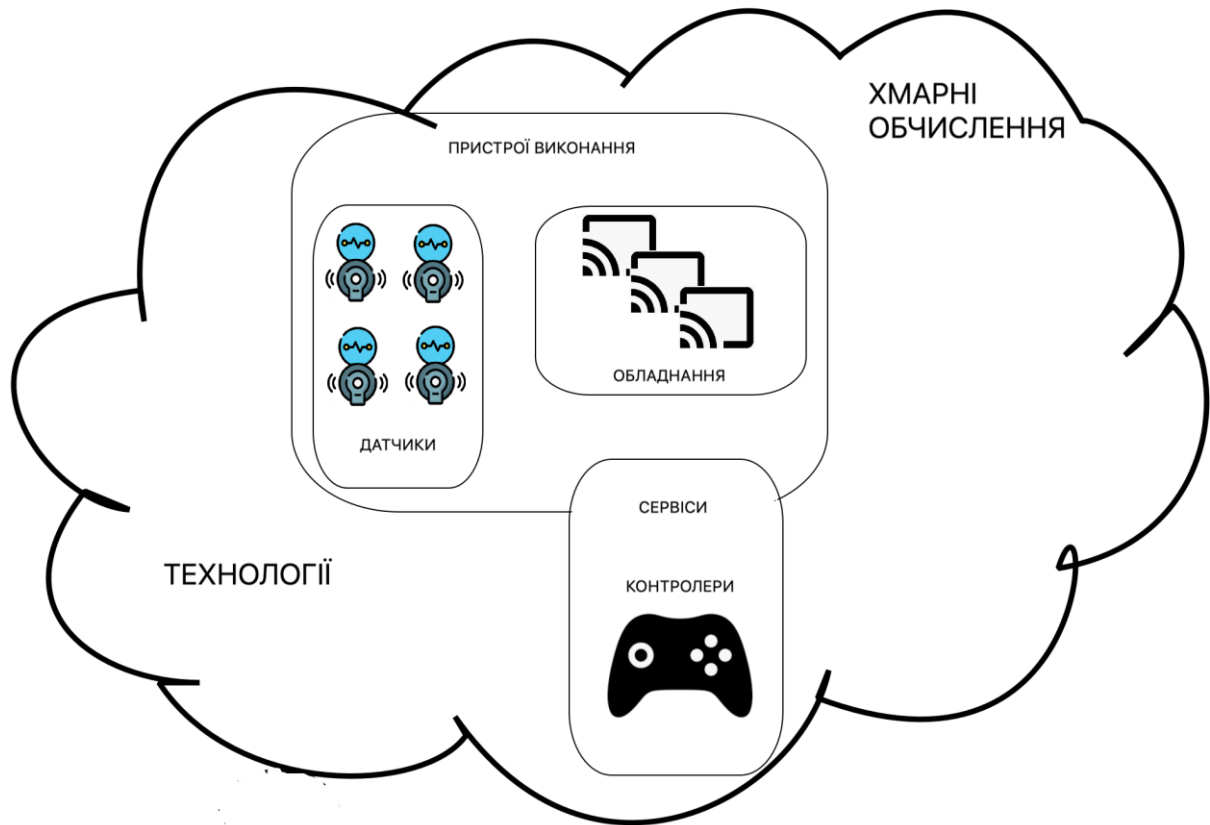 ХМАРНІ
ОБЧИСЛЕННЯ
ПРИСТРОЇ ВИКОНАННЯ
ОБЛАДНАННЯ
ДАТЧИКИ
СЕРВІСИ
ТЕХНОЛОГІЇ
КОНТРОЛЕРИ